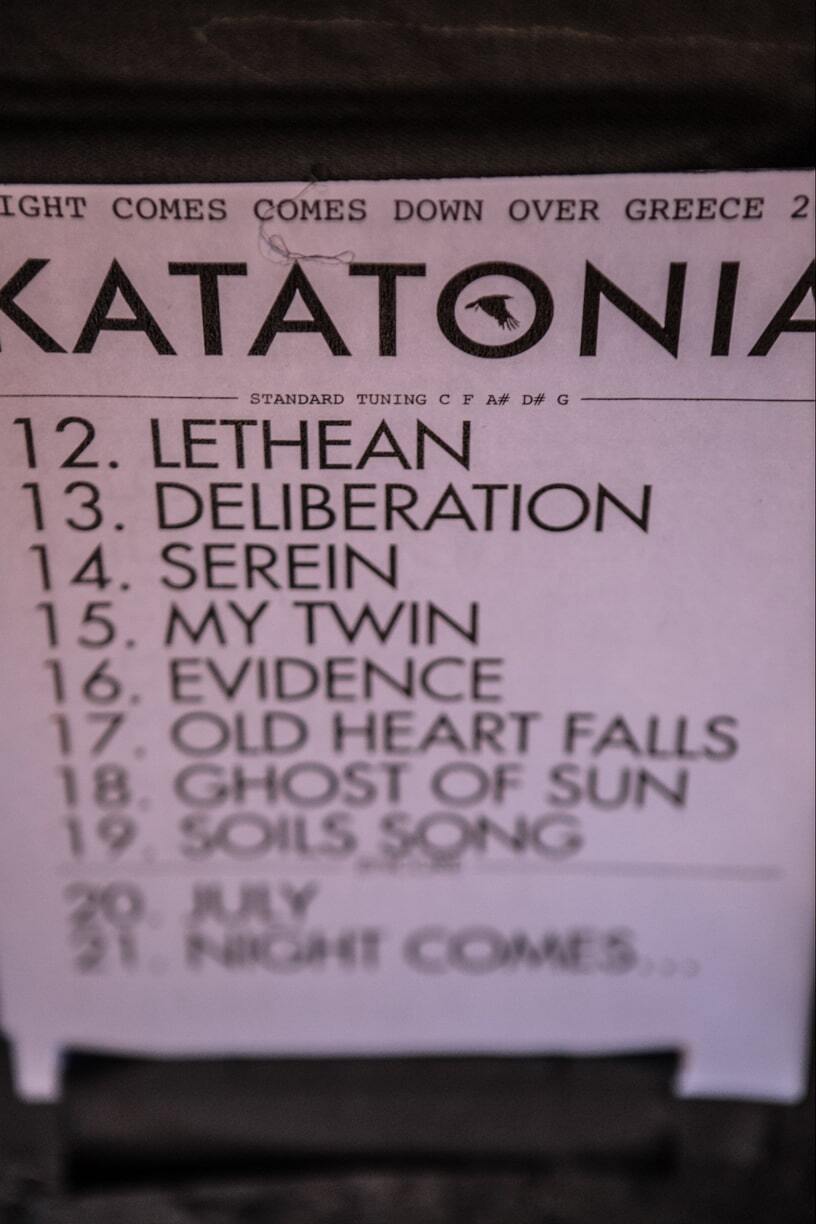 IGHT COMES COMES DOWN OVER GREECE 2
KATATONIA
STANDARD TUNING C F A# D# G
12. LETHEAN
13. DELIBERATION
14. SEREIN
15. MY TWIN
16. EVIDENCE
17. OLD HEART FALLS
18. GHOST OF SUN
19. SOILS SONG
20. JULY
21. NIGHT COMES...